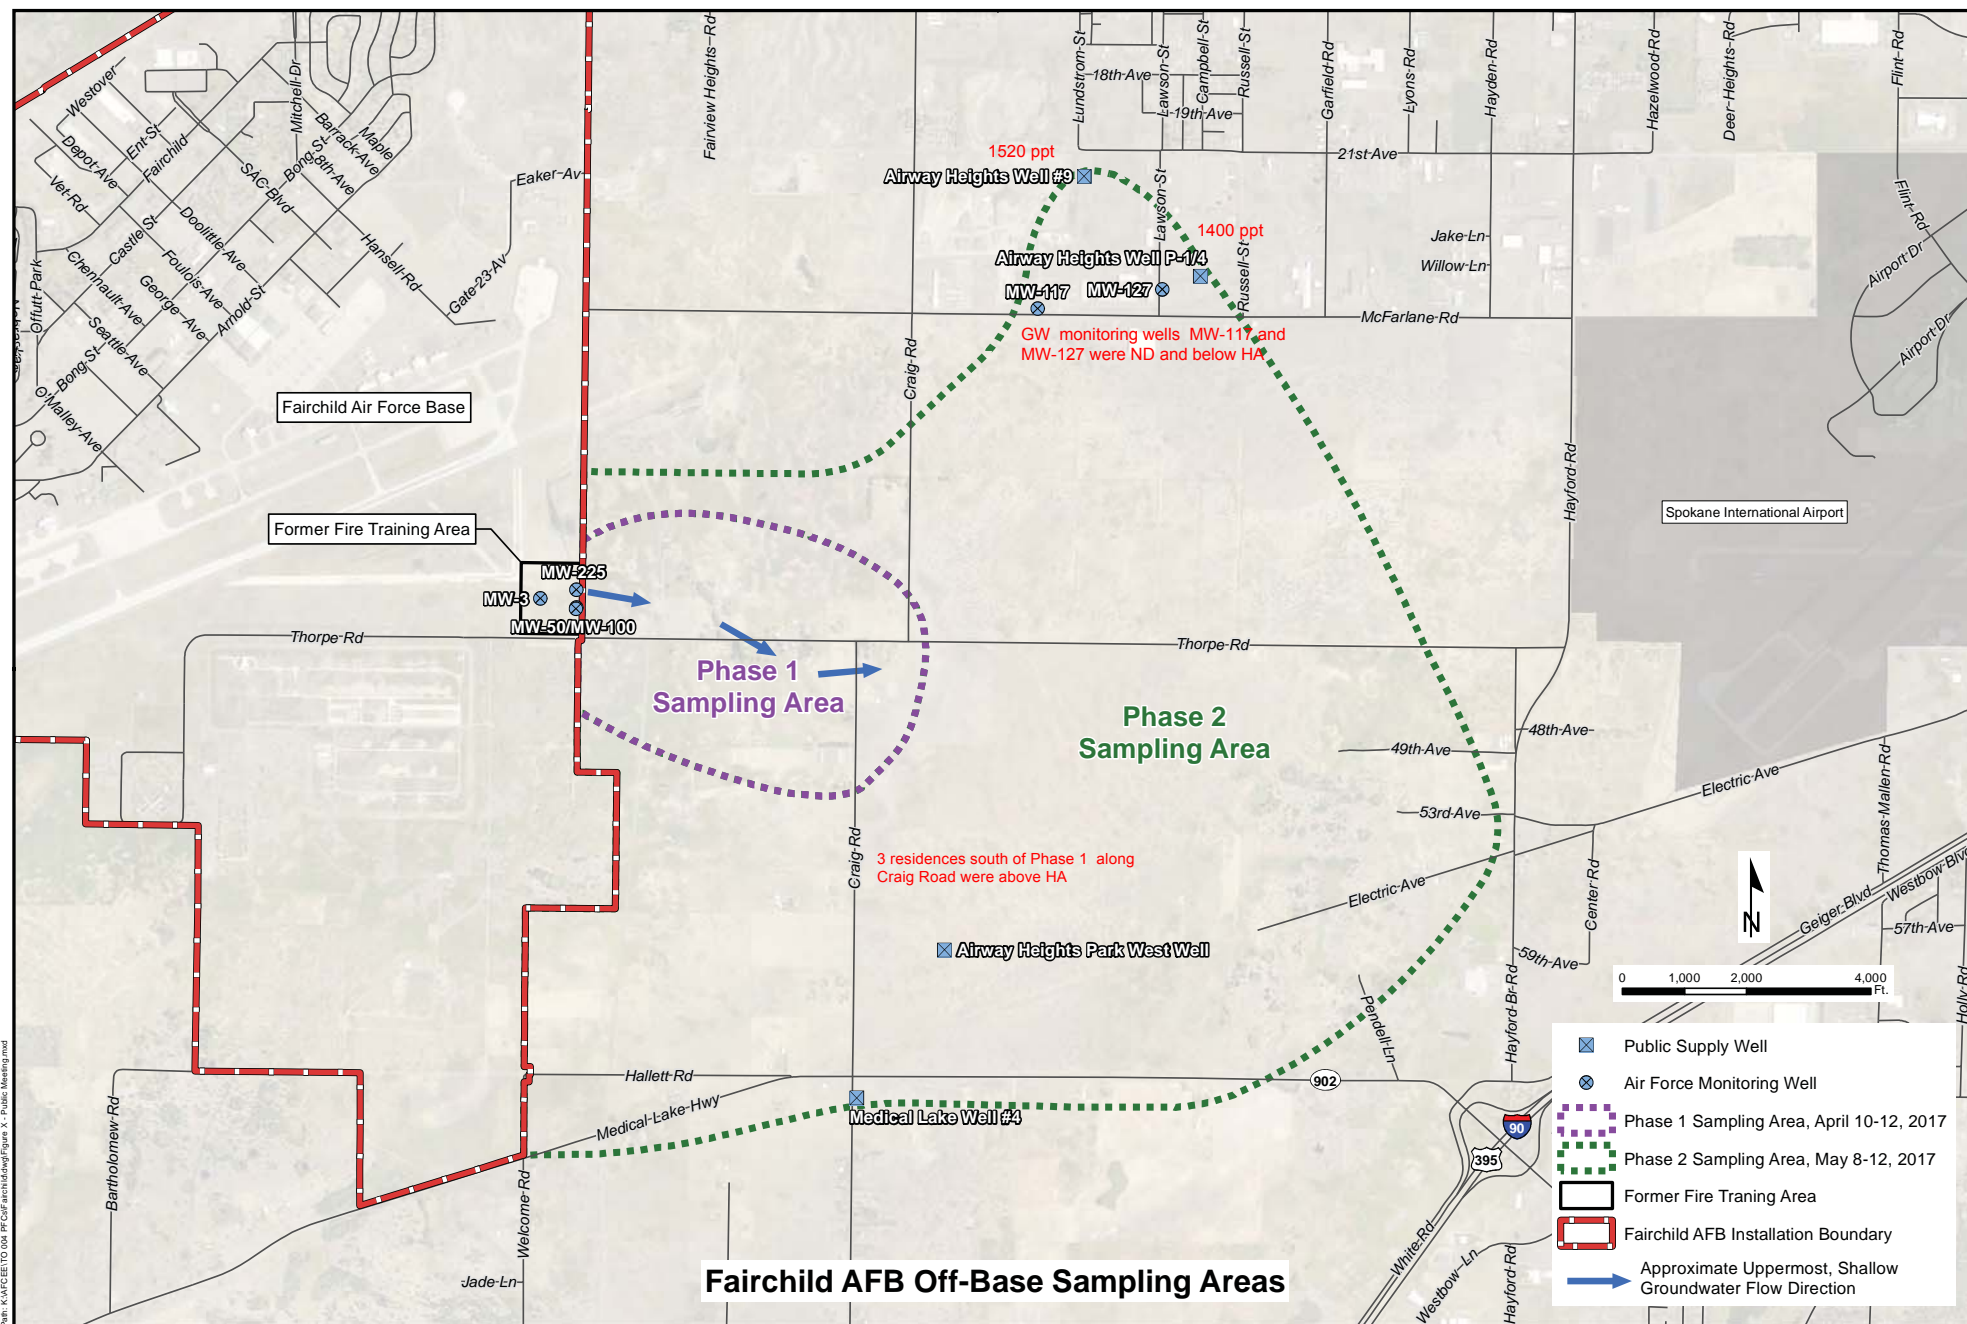 Westover
Depot Ave
Vet Rd
Ent St
Fairchild
Mitchell Dr
Barrack Ave
Maple
8th Ave
Bong St
SAC Blvd
Doolittle Ave
Castle St
Foulois Ave
Chennault Ave
George Ave
Arnold St
Seattle Ave
Bong St
O'Malley Ave
Offutt Park
Hansell Rd
Gate 23 Av
Eaker Av
Fairview Heights Rd
Lundstrom St
18th Ave
Lawson St
Campbell St
19th Ave
Russell St
Garfield Rd
Lyons Rd
Hayden Rd
Hazelwood Rd
Deer Heights Rd
Flint Rd
21st Ave
1520 ppt
Airway Heights Well #9
Lawson St
1400 ppt
Airway Heights Well P-1/4
Russell St
Jake Ln
Willow Ln
Flint Rd
Airport Dr
Airport Dr
MW-117
MW-127
McFarlane Rd
GW monitoring wells MW-117 and
MW-127 were ND and below HA
Craig Rd
Hayford Rd
Fairchild Air Force Base
Former Fire Training Area
Spokane International Airport
MW-225
MW-3
MW-50/MW-100
Thorpe Rd
Thorpe Rd
Phase 1
Sampling Area
Phase 2
Sampling Area
48th Ave
49th Ave
53rd Ave
Electric Ave
Thomas Mallen Rd
Craig Rd
3 residences south of Phase 1 along
Craig Road were above HA
Electric Ave
Center Rd
N
Geiger Blvd
Westbow Blvd
57th Ave
Airway Heights Park West Well
59th Ave
Hayford Br Rd
Pendell Ln
Holly Rd
0 1,000 2,000 4,000
Ft.
Hallett Rd
902
Medical Lake Hwy
Medical Lake Well #4
Bartholomew Rd
Welcome Rd
Jade Ln
90
395
White Rd
Westbow Ln
Hayford Rd
Public Supply Well
Air Force Monitoring Well
Phase 1 Sampling Area, April 10-12, 2017
Phase 2 Sampling Area, May 8-12, 2017
Former Fire Traning Area
Fairchild AFB Installation Boundary
Approximate Uppermost, Shallow
Groundwater Flow Direction
Fairchild AFB Off-Base Sampling Areas